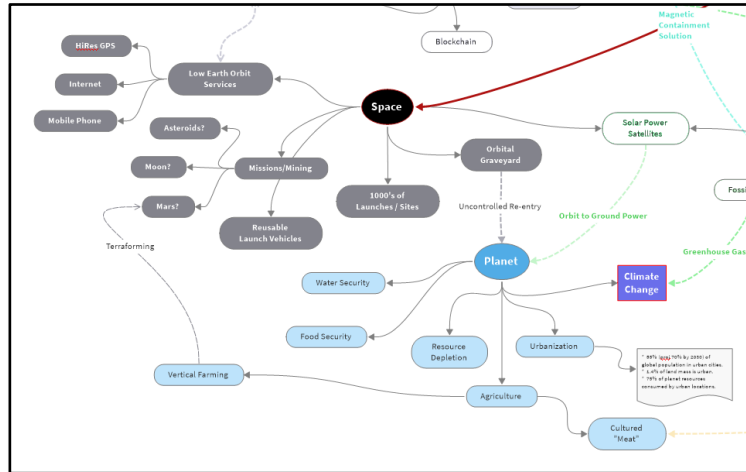 Magnetic
Containment
Solution
Blockchain
HiRes GPS
Low Earth Orbit
Services
Internet
Mobile Phone
Space
Asteroids?
Solar Power
Satellites
Orbital
Graveyard
Moon?
Missions/Mining
Fossi
1000's of
Launches / Sites
Mars?
Uncontrolled Re-entry
Reusable
Launch Vehicles
Orbit to Ground Power
Terraforming
Greenhouse Gas
Planet
Water Security
Climate
Change
Food Security
Resource
Depletion
Urbanization
global population in urban cities.
* 1.4% of land mass is urban.
of planet resources
consumed by urban locations.
Vertical Farming
Agriculture
Cultured
"Meat"